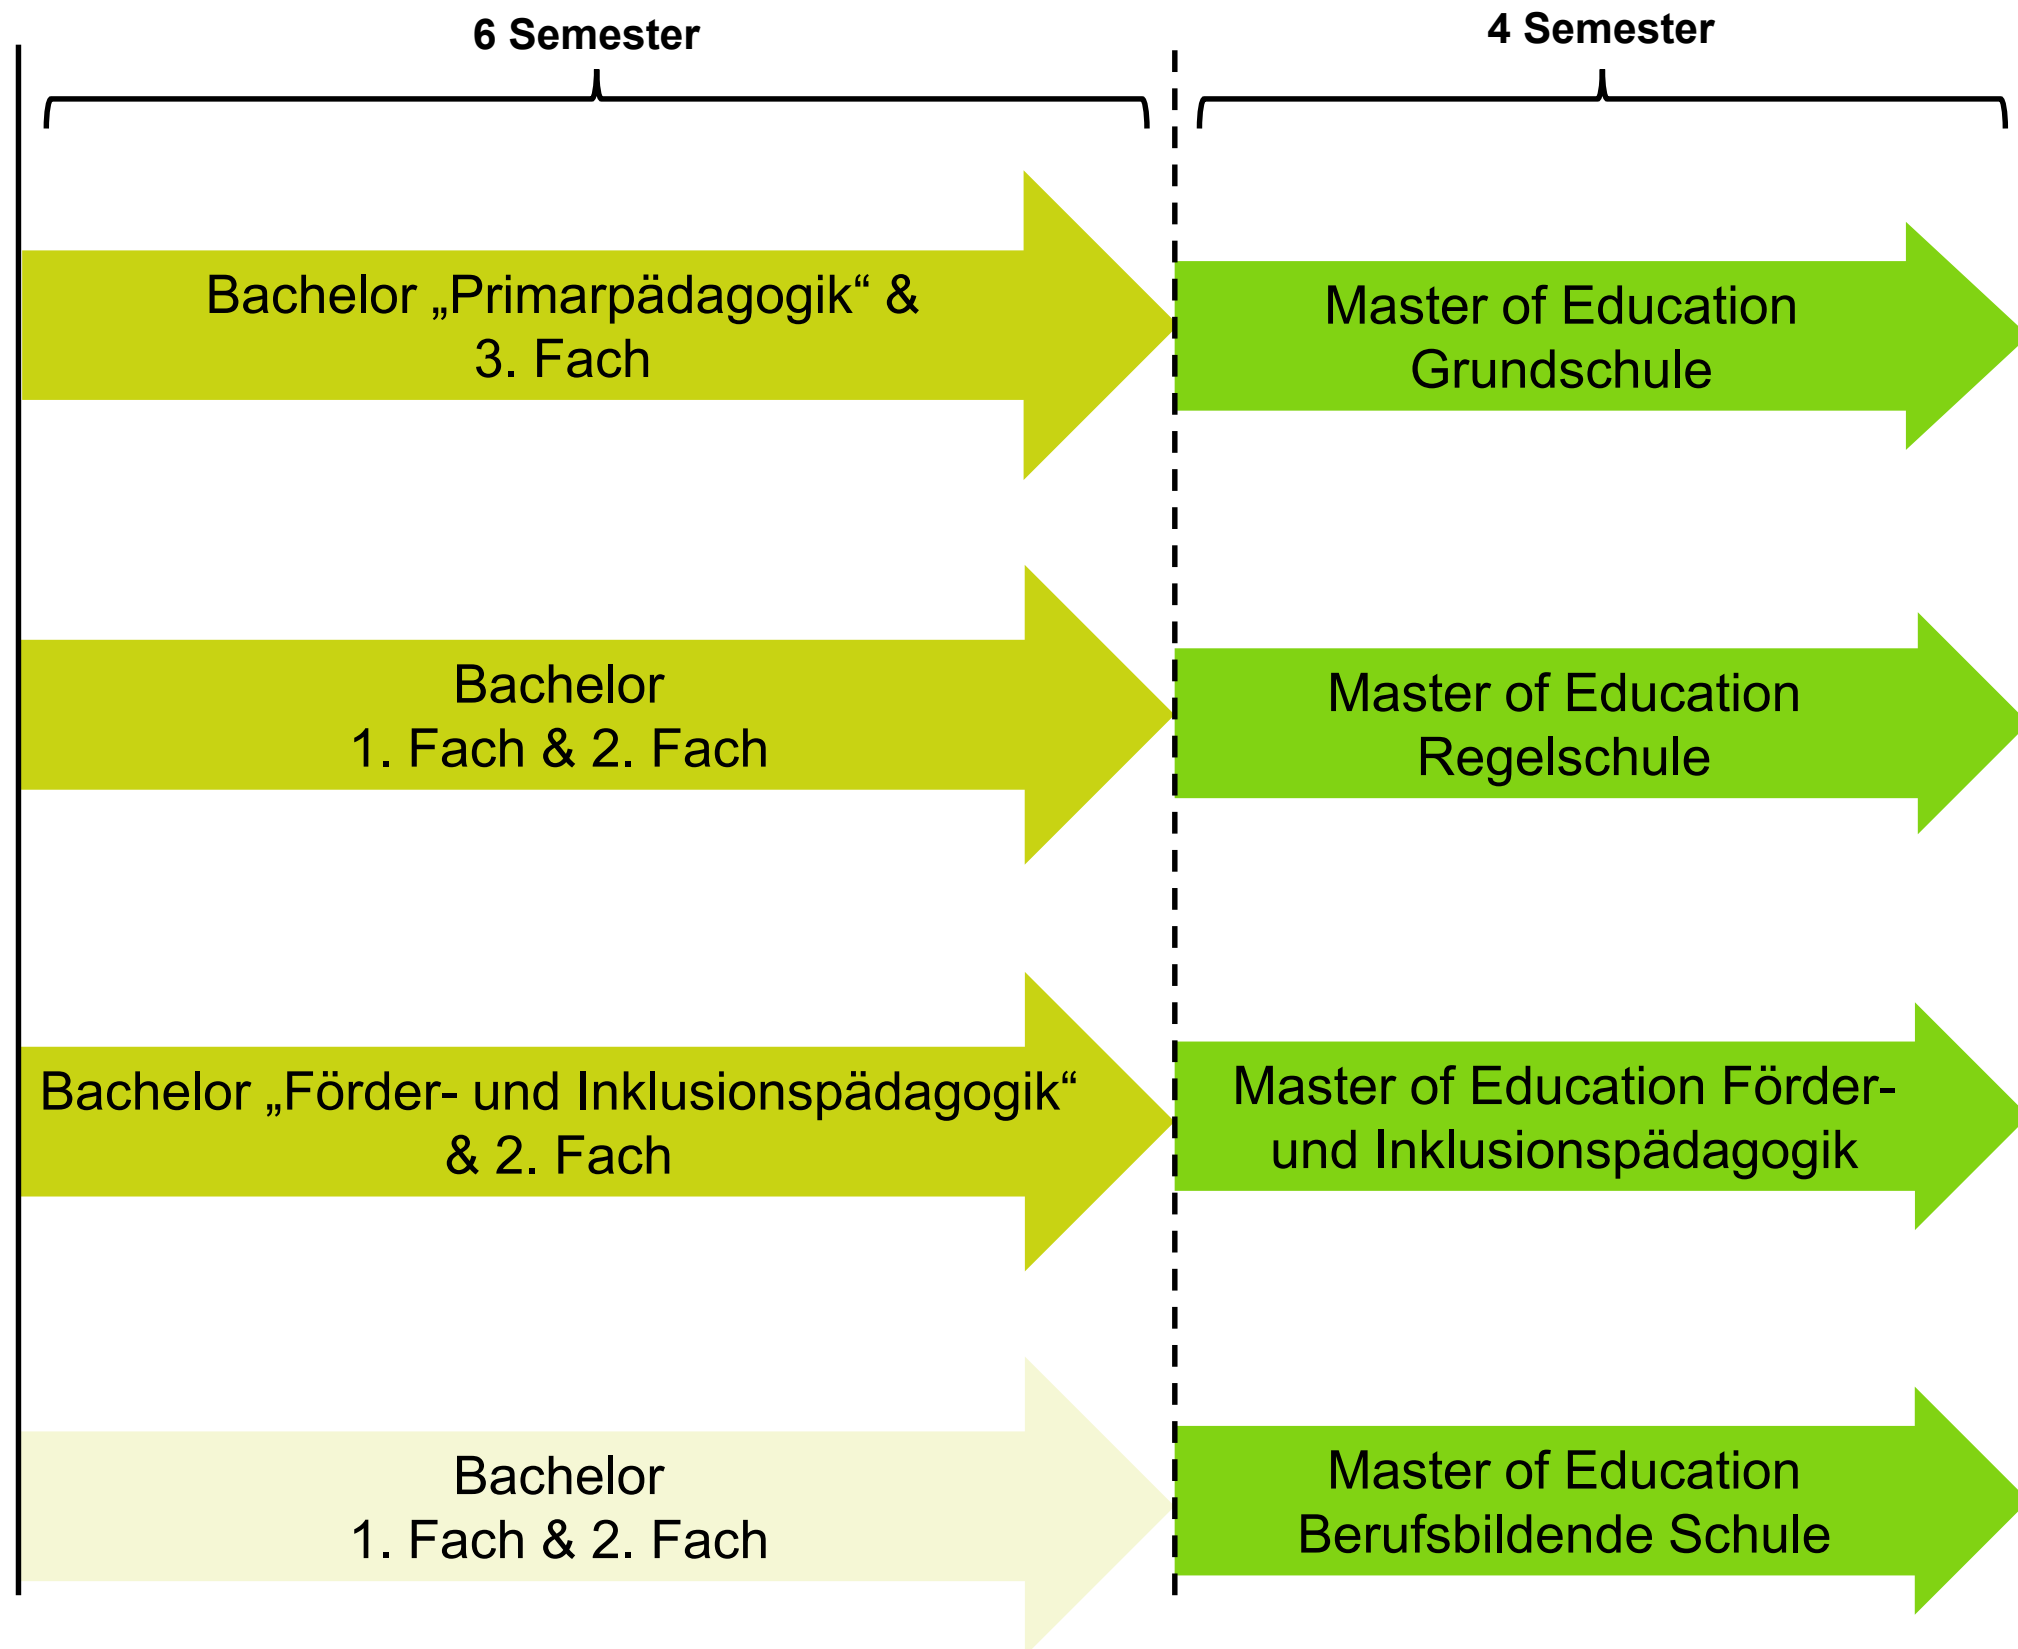 6 Semester
4 Semester
Bachelor „Primarpädagogik“ &
3. Fach
Master of Education
Grundschule
Bachelor
1. Fach & 2. Fach
Master of Education
Regelschule
Bachelor „Förder- und Inklusionspädagogik“
& 2. Fach
Master of Education Förder-
und Inklusionspädagogik
Bachelor
1. Fach & 2. Fach
Master of Education
Berufsbildende Schule